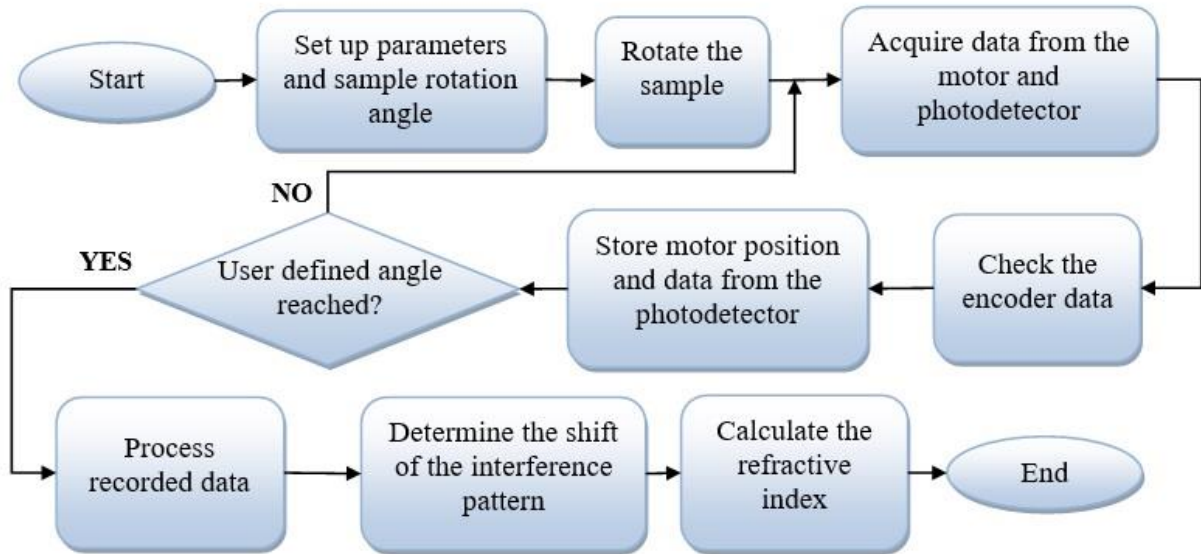 Start
Set up parameters
and sample rotation
angle
Rotate the
sample
Acquire data from the
motor and
photodetector
NO
YES
User defined angle
reached?
Store motor position
and data from the
photodetector
Check the
encoder data
Process
recorded data
Determine the shift
of the interference
pattern
Calculate the
refractive
index
End